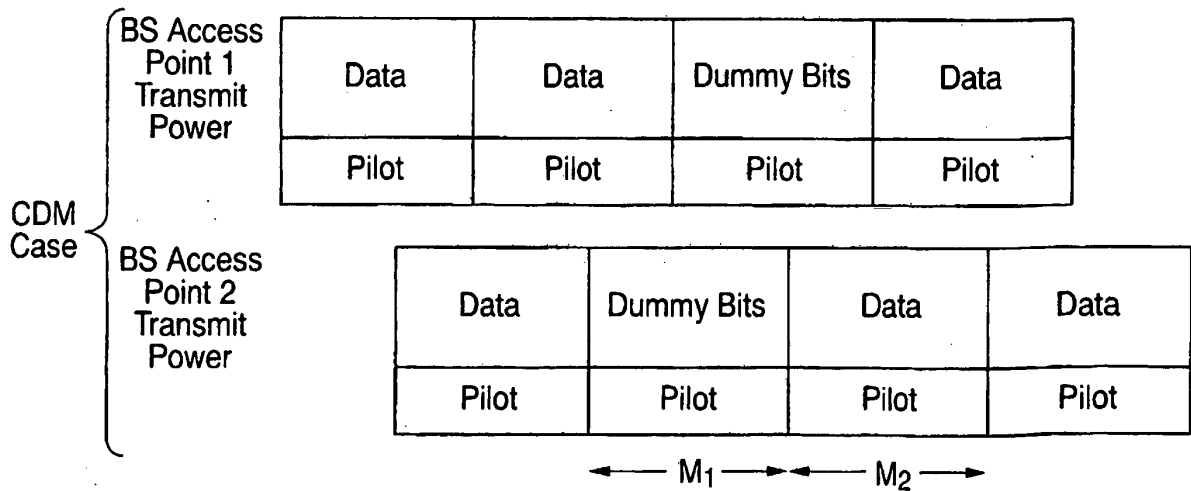 BS Access
Point 1
Transmit
Power
Data Data Dummy Bits Data
Pilot Pilot Pilot Pilot
CDM
Case
BS Access
Point 2
Transmit
Power
Data Dummy Bits Data Data
Pilot Pilot Pilot Pilot
M1 M2